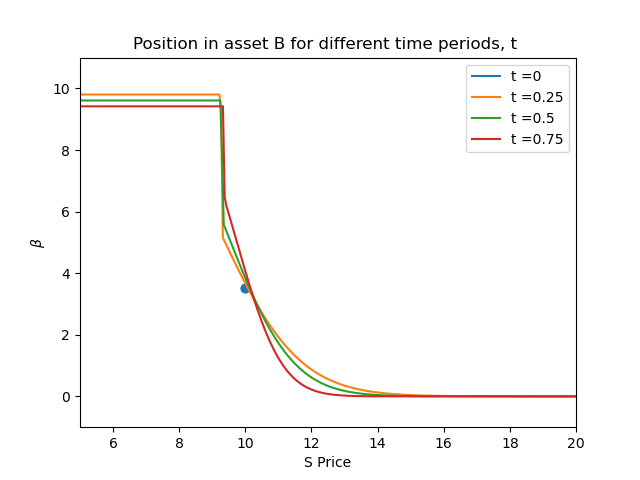 Position in asset B for different time periods, t
t =0
t =0.25
t =0.5
t =0.75
10
8
6
4
2
0
β
6 8 10 12 14 16 18 20
S Price